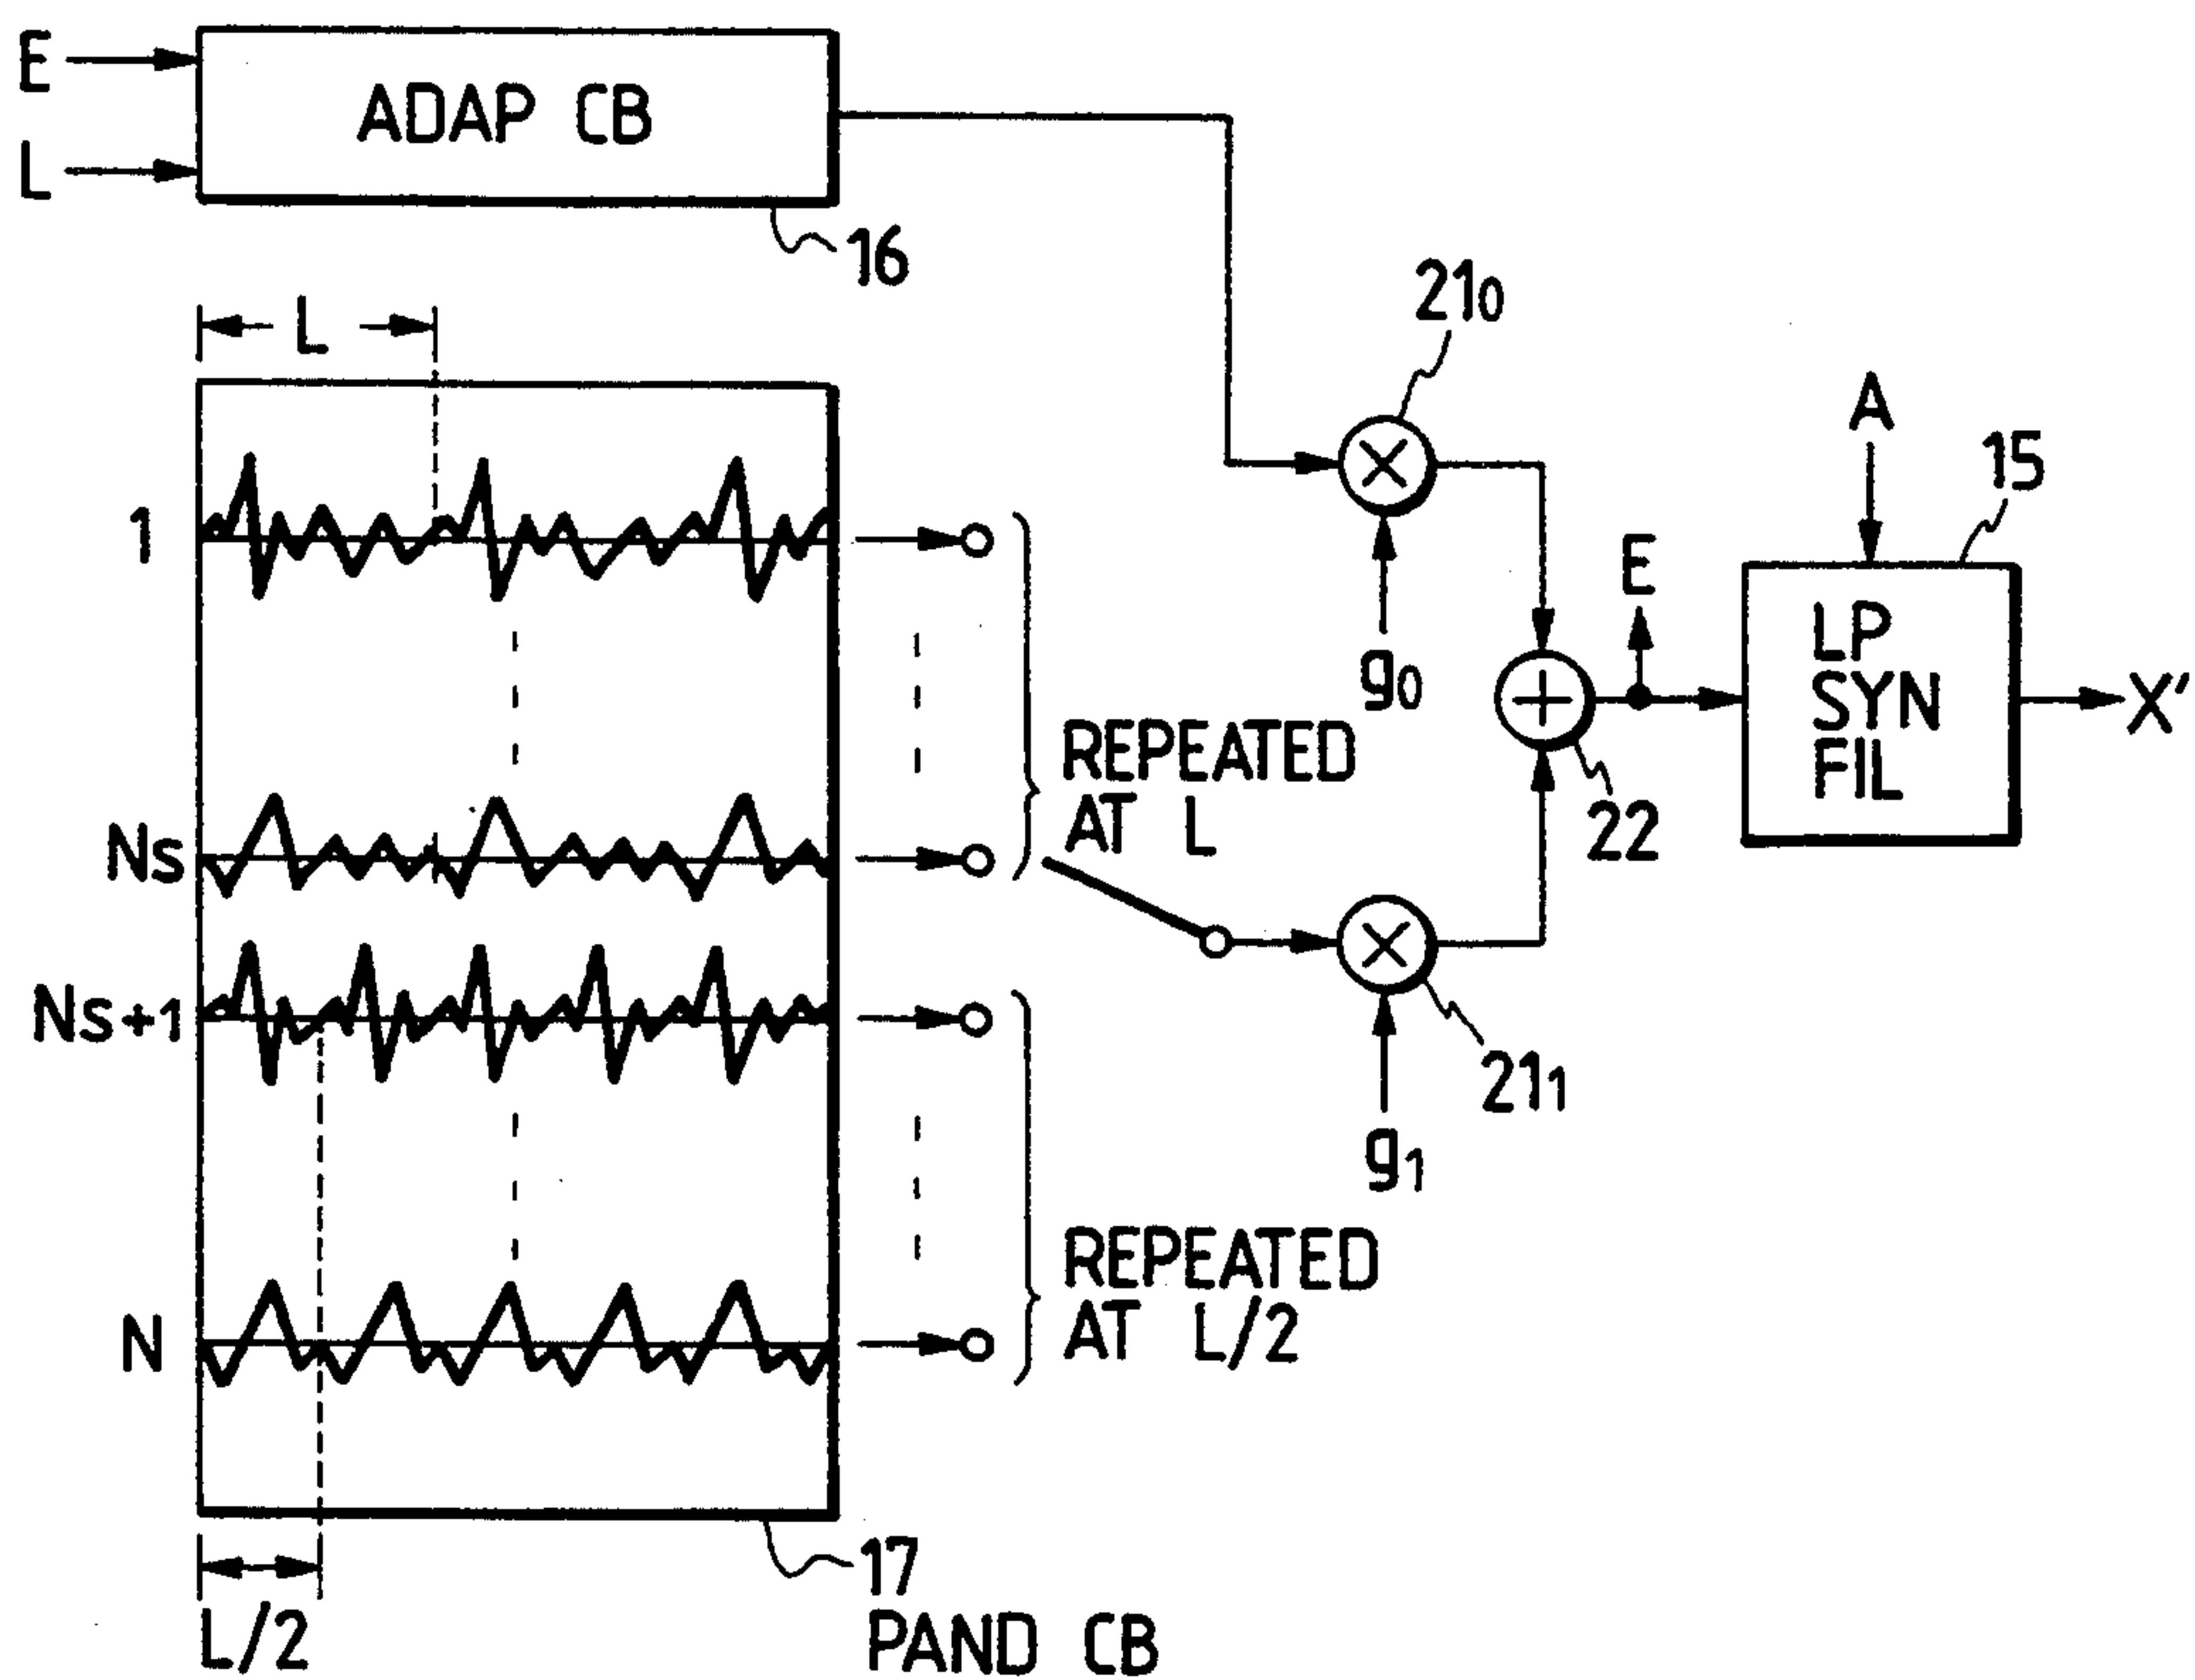 E
L
ADAP CB
16
L
1
Ns
Ns+1
N
L/2
17
PAND CB
REPEATED
AT L
REPEATED
AT L/2
210
g0
211
g1
22
E
A
15
LP
SYN
FIL
X'